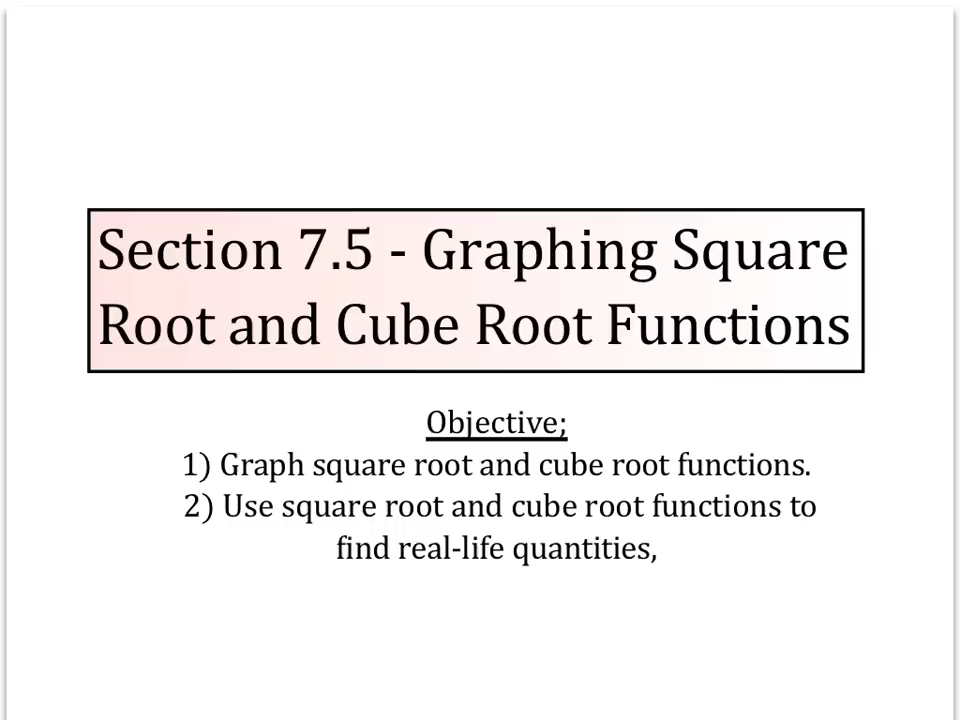 Section 7.5 - Graphing Square
Root and Cube Root Functions
Objective;
1) Graph square root and cube root functions.
2) Use square root and cube root functions to
find real-life quantities,